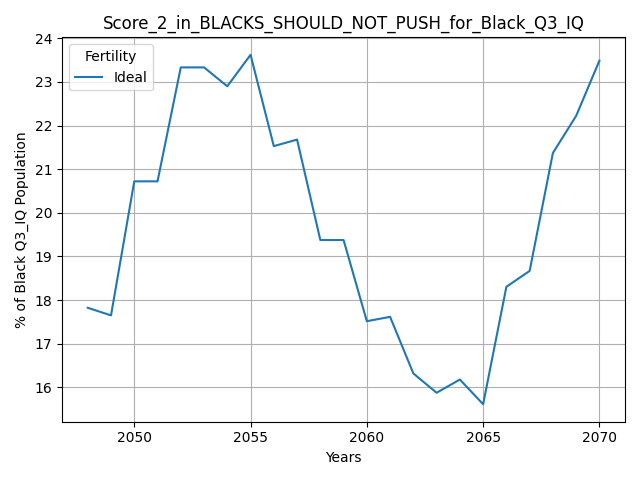 Score_2_in_BLACKS_SHOULD_NOT_PUSH_for_Black_Q3_IQ
Fertility
Ideal
% of Black Q3_IQ Population
24
23
22
21
20
19
18
17
16
2050 2055 2060 2065 2070
Years